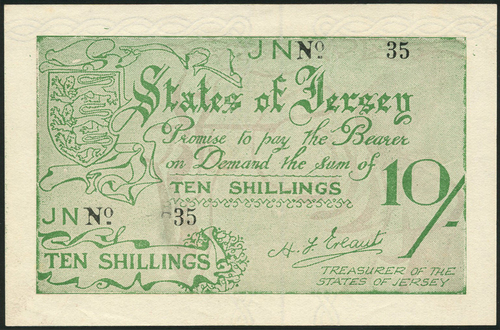 JN Nº 35
States of Jersey
Promise to pay the Bearer
on Demand the sum of
TEN SHILLINGS
10/-
JN Nº 35
TEN SHILLINGS
TREASURER OF THE
STATES OF JERSEY